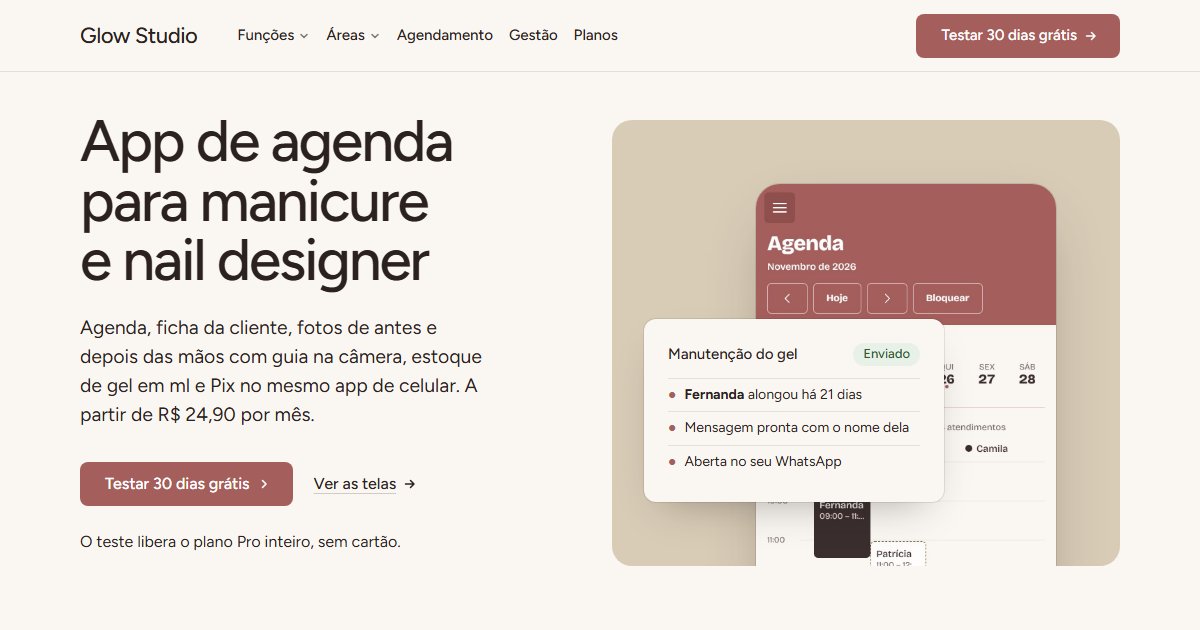 Glow Studio
Funções
Áreas
Agendamento
Gestão
Planos
Testar 30 dias grátis
App de agenda
para manicure
e nail designer
Agenda, ficha da cliente, fotos de antes e
depois das mãos com guia na câmera, estoque
de gel em ml e Pix no mesmo app de celular. A
partir de R$ 24,90 por mês.
Testar 30 dias grátis
Ver as telas
O teste libera o plano Pro inteiro, sem cartão.
Agenda
Novembro de 2026
Hoje
Bloquear
Manutenção do gel
Enviado
Fernanda alongou há 21 dias
Mensagem pronta com o nome dela
Aberta no seu WhatsApp
SEX
SÁB
26
27
28
atendimentos
Camila
Fernanda
09:00 – 11:...
11:00
Patrícia